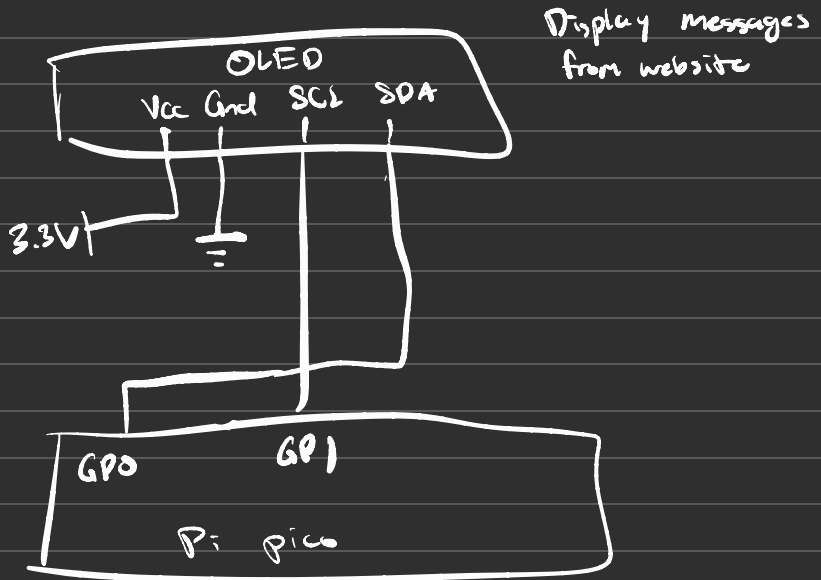 Display messages
from website
OLED
Vcc Gnd SCL SDA
3.3V
GP0 GP1
Pi pico